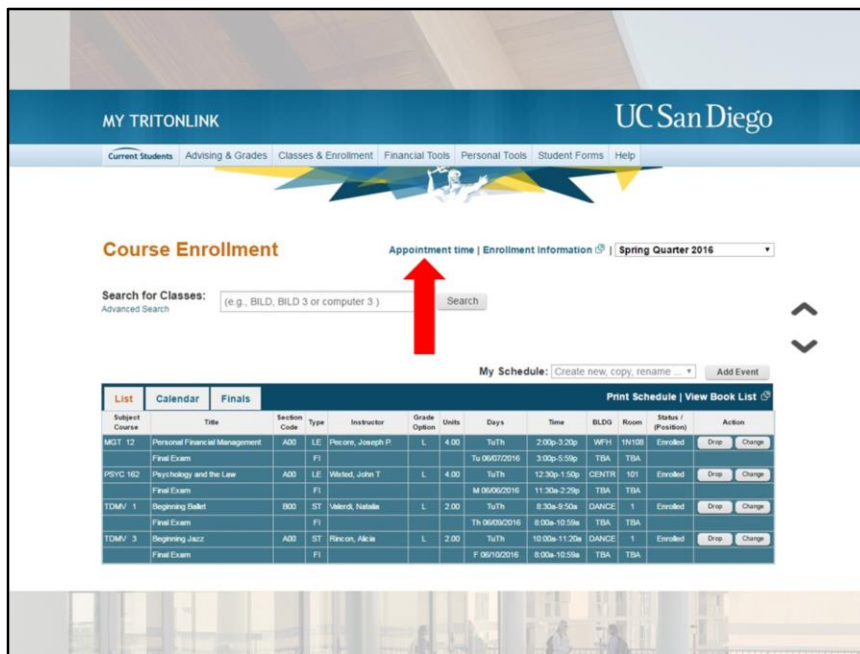 MY TRITONLINK
UC San Diego
Current Students Advising & Grades Classes & Enrollment Financial Tools Personal Tools Student Forms Help
Course Enrollment
Appointment time | Enrollment Information | Spring Quarter 2016
Search for Classes: (e.g., BILD, BILD 3 or computer 3 ) Search
Advanced Search
My Schedule: Create new, copy, rename ... Add Event
List Calendar Finals Print Schedule | View Book List
Subject Course Title Section Code Type Instructor Grade Option Units Days Time BLDG Room Status / (Position) Action
MGT 12 Personal Financial Management A00 LE Pecore, Joseph P. L 4.00 TuTh 2:00p-3:20p WFH 1N108 Enrolled Drop Change
Final Exam FI Tu 06/07/2016 3:00p-5:59p TBA TBA
PSYC 162 Psychology and the Law A00 LE Wixted, John T L 4.00 TuTh 12:30p-1:50p CENTR 101 Enrolled Drop Change
Final Exam FI M 06/06/2016 11:30a-2:29p TBA TBA
TDMV 1 Beginning Ballet B00 ST Valerdi, Natalia L 2.00 TuTh 8:30a-9:50a DANCE 1 Enrolled Drop Change
Final Exam FI Th 06/09/2016 8:00a-10:59a TBA TBA
TDMV 3 Beginning Jazz A00 ST Rincon, Alicia L 2.00 TuTh 10:00a-11:20a DANCE 1 Enrolled Drop Change
Final Exam FI F 06/10/2016 8:00a-10:59a TBA TBA